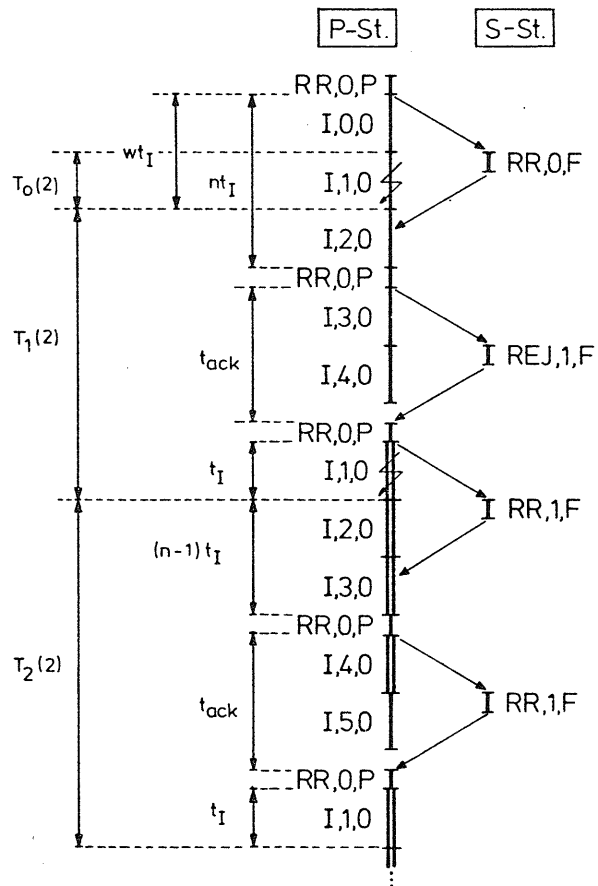 P-St. S-St.
RR,0,P
I,0,0
wt_I
nt_I
RR,0,F
T_0(2)
I,1,0
I,2,0
RR,0,P
I,3,0
T_1(2)
t_ack
REJ,1,F
I,4,0
RR,0,P
t_I
I,1,0
RR,1,F
(n-1) t_I
I,2,0
I,3,0
RR,0,P
T_2(2)
I,4,0
t_ack
RR,1,F
I,5,0
RR,0,P
t_I
I,1,0